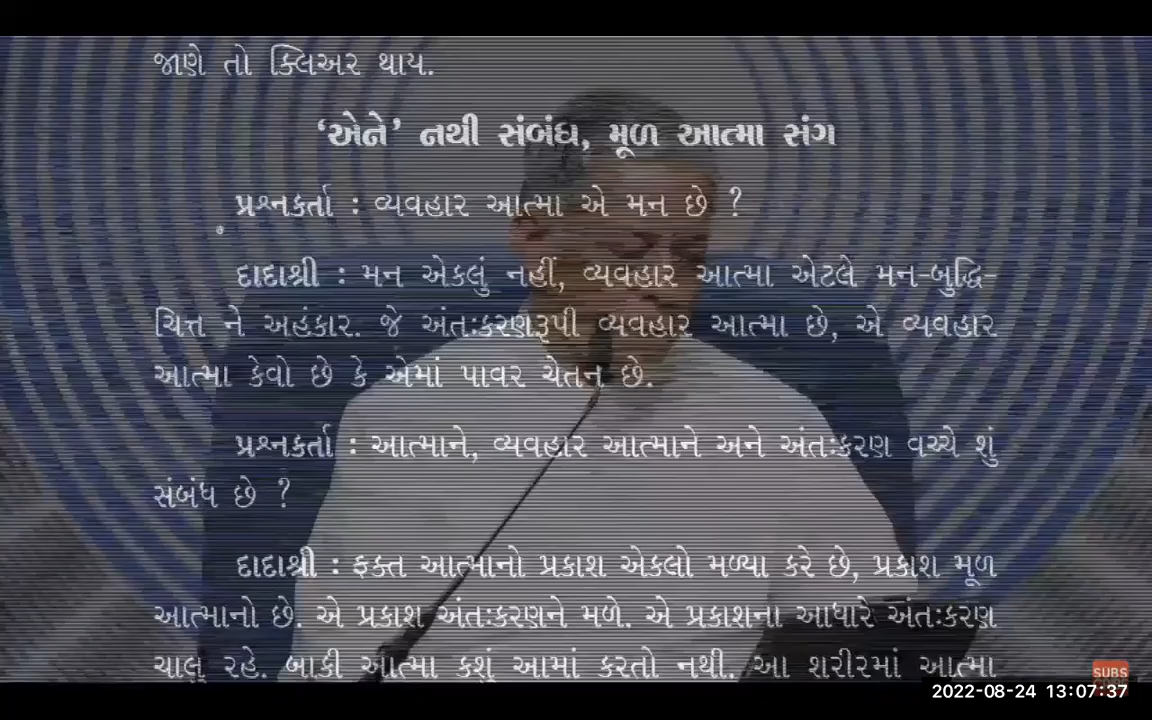 જાણે તો ક્લિઅર થાય.
‘એને’ નથી સંબંધ, મૂળ આત્મા સંગ
પ્રશ્નકર્તા : વ્યવહાર આત્મા એ મન છે ?
દાદાશ્રી : મન એકલું નહીં, વ્યવહાર આત્મા એટલે મન-બુદ્ધિ-
ચિત્ત ને અહંકાર. જે અંતઃકરણરૂપી વ્યવહાર આત્મા છે, એ વ્યવહાર
આત્મા કેવો છે કે એમાં પાવર ચેતન છે.
પ્રશ્નકર્તા : આત્માને, વ્યવહાર આત્માને અને અંતઃકરણ વચ્ચે શું
સંબંધ છે ?
દાદાશ્રી : ફક્ત આત્માનો પ્રકાશ એકલો મળ્યા કરે છે, પ્રકાશ મૂળ
આત્માનો છે. એ પ્રકાશ અંતઃકરણને મળે. એ પ્રકાશના આધારે અંતઃકરણ
ચાલુ રહે. બાકી આત્મા કશું આમાં કરતો નથી. આ શરીરમાં આત્મા
SUBS
2022-08-24 13:07:37